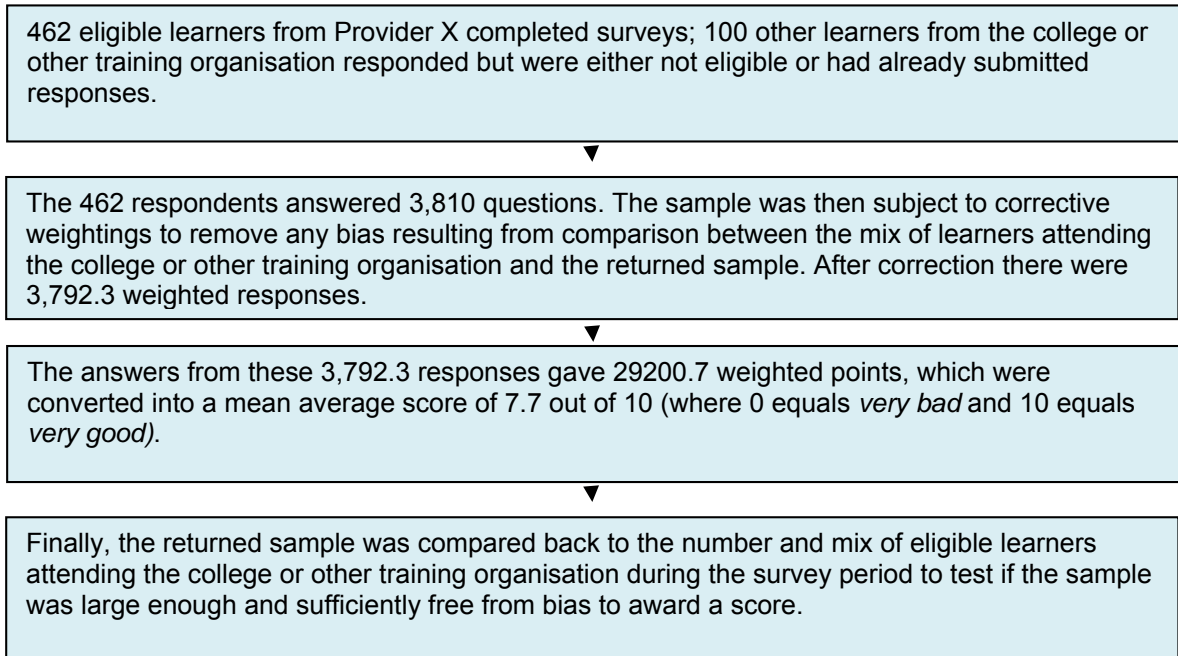 462 eligible learners from Provider X completed surveys; 100 other learners from the college or
other training organisation responded but were either not eligible or had already submitted
responses.
The 462 respondents answered 3,810 questions. The sample was then subject to corrective
weightings to remove any bias resulting from comparison between the mix of learners attending
the college or other training organisation and the returned sample. After correction there were
3,792.3 weighted responses.
The answers from these 3,792.3 responses gave 29200.7 weighted points, which were
converted into a mean average score of 7.7 out of 10 (where 0 equals very bad and 10 equals
very good).
Finally, the returned sample was compared back to the number and mix of eligible learners
attending the college or other training organisation during the survey period to test if the sample
was large enough and sufficiently free from bias to award a score.